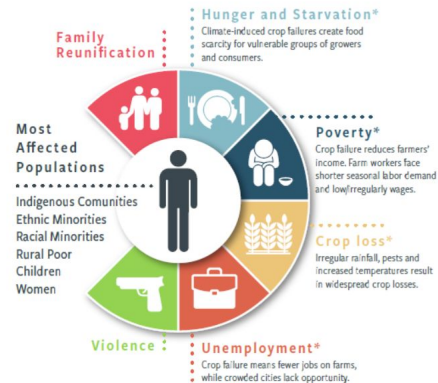 Hunger and Starvation*
Climate-induced crop failures create food
scarcity for vulnerable groups of growers
and consumers.
Family
Reunification
Most
Affected
Populations
Indigenous Comunities
Ethnic Minorities
Racial Minorities
Rural Poor
Children
Women
Poverty*
Crop failure reduces farmers'
income. Farm workers face
shorter seasonal labor demand
and low/irregularly wages.
Crop loss*
Irregular rainfall, pests and
increased temperatures result
in widespread crop losses.
Violence
Unemployment*
Crop failure means fewer jobs on farms,
while crowded cities lack opportunity.